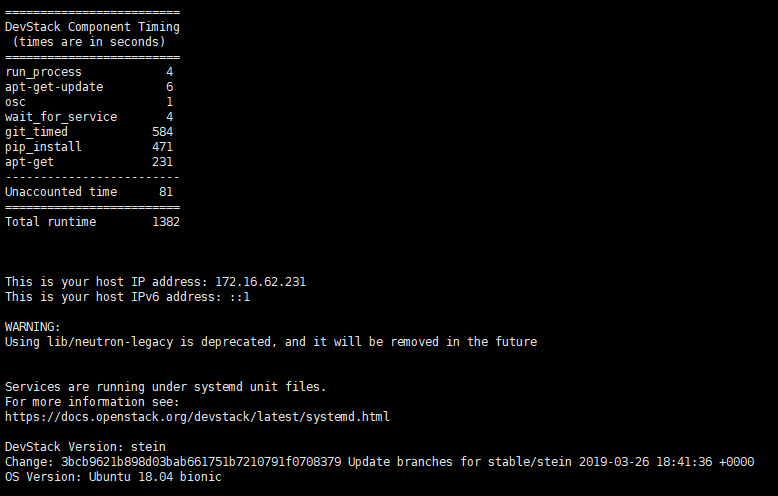 =========================
DevStack Component Timing
 (times are in seconds)
=========================
run_process            4
apt-get-update         6
osc                    1
wait_for_service       4
git_timed            584
pip_install          471
apt-get              231
-------------------------
Unaccounted time      81
=========================
Total runtime        1382
This is your host IP address: 172.16.62.231
This is your host IPv6 address: ::1
WARNING:
Using lib/neutron-legacy is deprecated, and it will be removed in the future
Services are running under systemd unit files.
For more information see:
https://docs.openstack.org/devstack/latest/systemd.html
DevStack Version: stein
Change: 3bcb9621b898d03bab661751b7210791f0708379 Update branches for stable/stein 2019-03-26 18:41:36 +0000
OS Version: Ubuntu 18.04 bionic